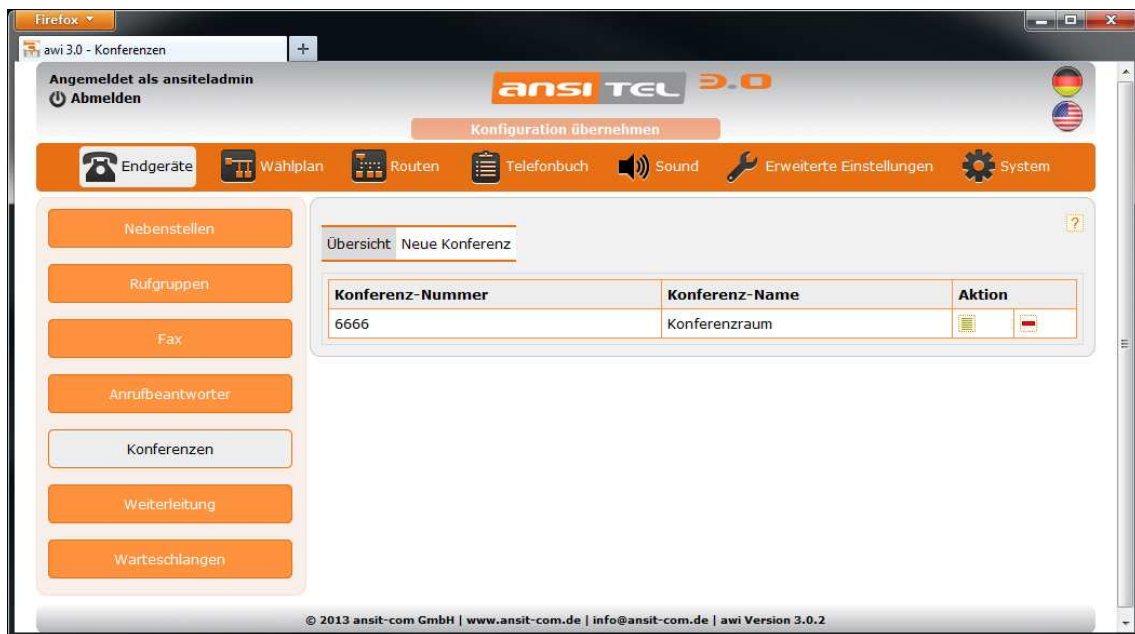 Firefox
awi 3.0 - Konferenzen
Angemeldet als ansiteladmin
Abmelden
ansi TEL 3.0
Konfiguration übernehmen
Endgeräte Wählplan Routen Telefonbuch Sound Erweiterte Einstellungen System
Nebenstellen
Rufgruppen
Fax
Anrufbeantworter
Konferenzen
Weiterleitung
Warteschlangen
?
Übersicht Neue Konferenz
Konferenz-Nummer Konferenz-Name Aktion
6666 Konferenzraum
© 2013 ansit-com GmbH | www.ansit-com.de | info@ansit-com.de | awi Version 3.0.2